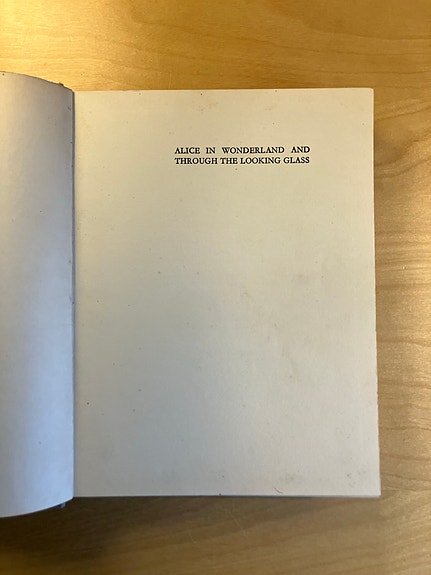 ALICE IN WONDERLAND AND
THROUGH THE LOOKING GLASS